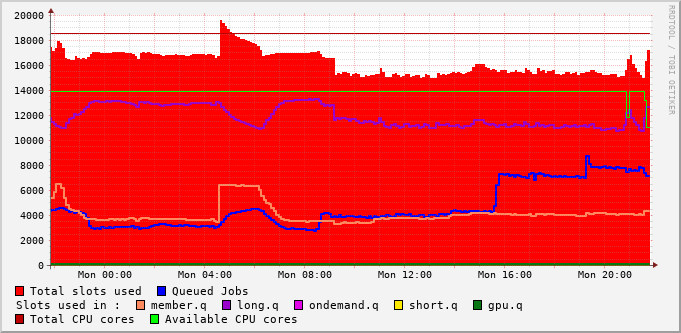 20000
18000
16000
14000
12000
10000
8000
6000
4000
2000
0
Mon 00:00 Mon 04:00 Mon 08:00 Mon 12:00 Mon 16:00 Mon 20:00
Total slots used Queued Jobs
Slots used in : member.q long.q ondemand.q short.q gpu.q
Total CPU cores Available CPU cores
RRDTOOL / TOBI OETIKER